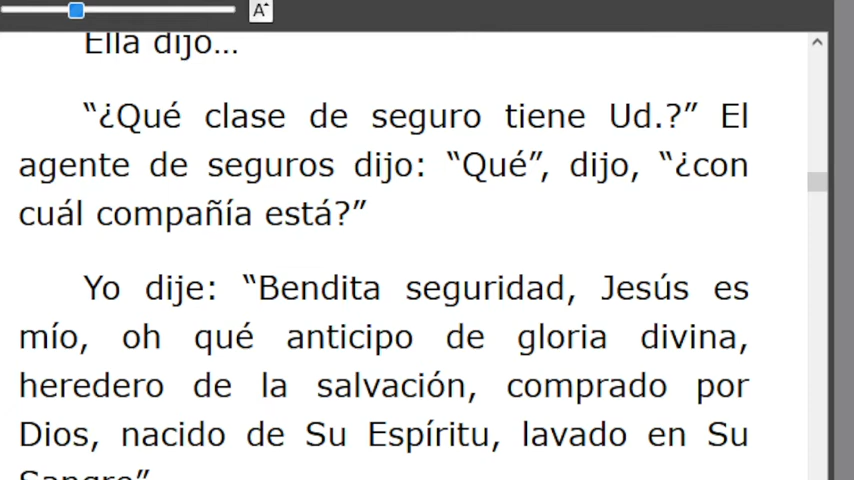 A
Ella dijo…
“¿Qué clase de seguro tiene Ud.?” El
agente de seguros dijo: “Qué”, dijo, “¿con
cuál compañía está?”
Yo dije: “Bendita seguridad, Jesús es
mío, oh qué anticipo de gloria divina,
heredero de la salvación, comprado por
Dios, nacido de Su Espíritu, lavado en Su
Sangre”